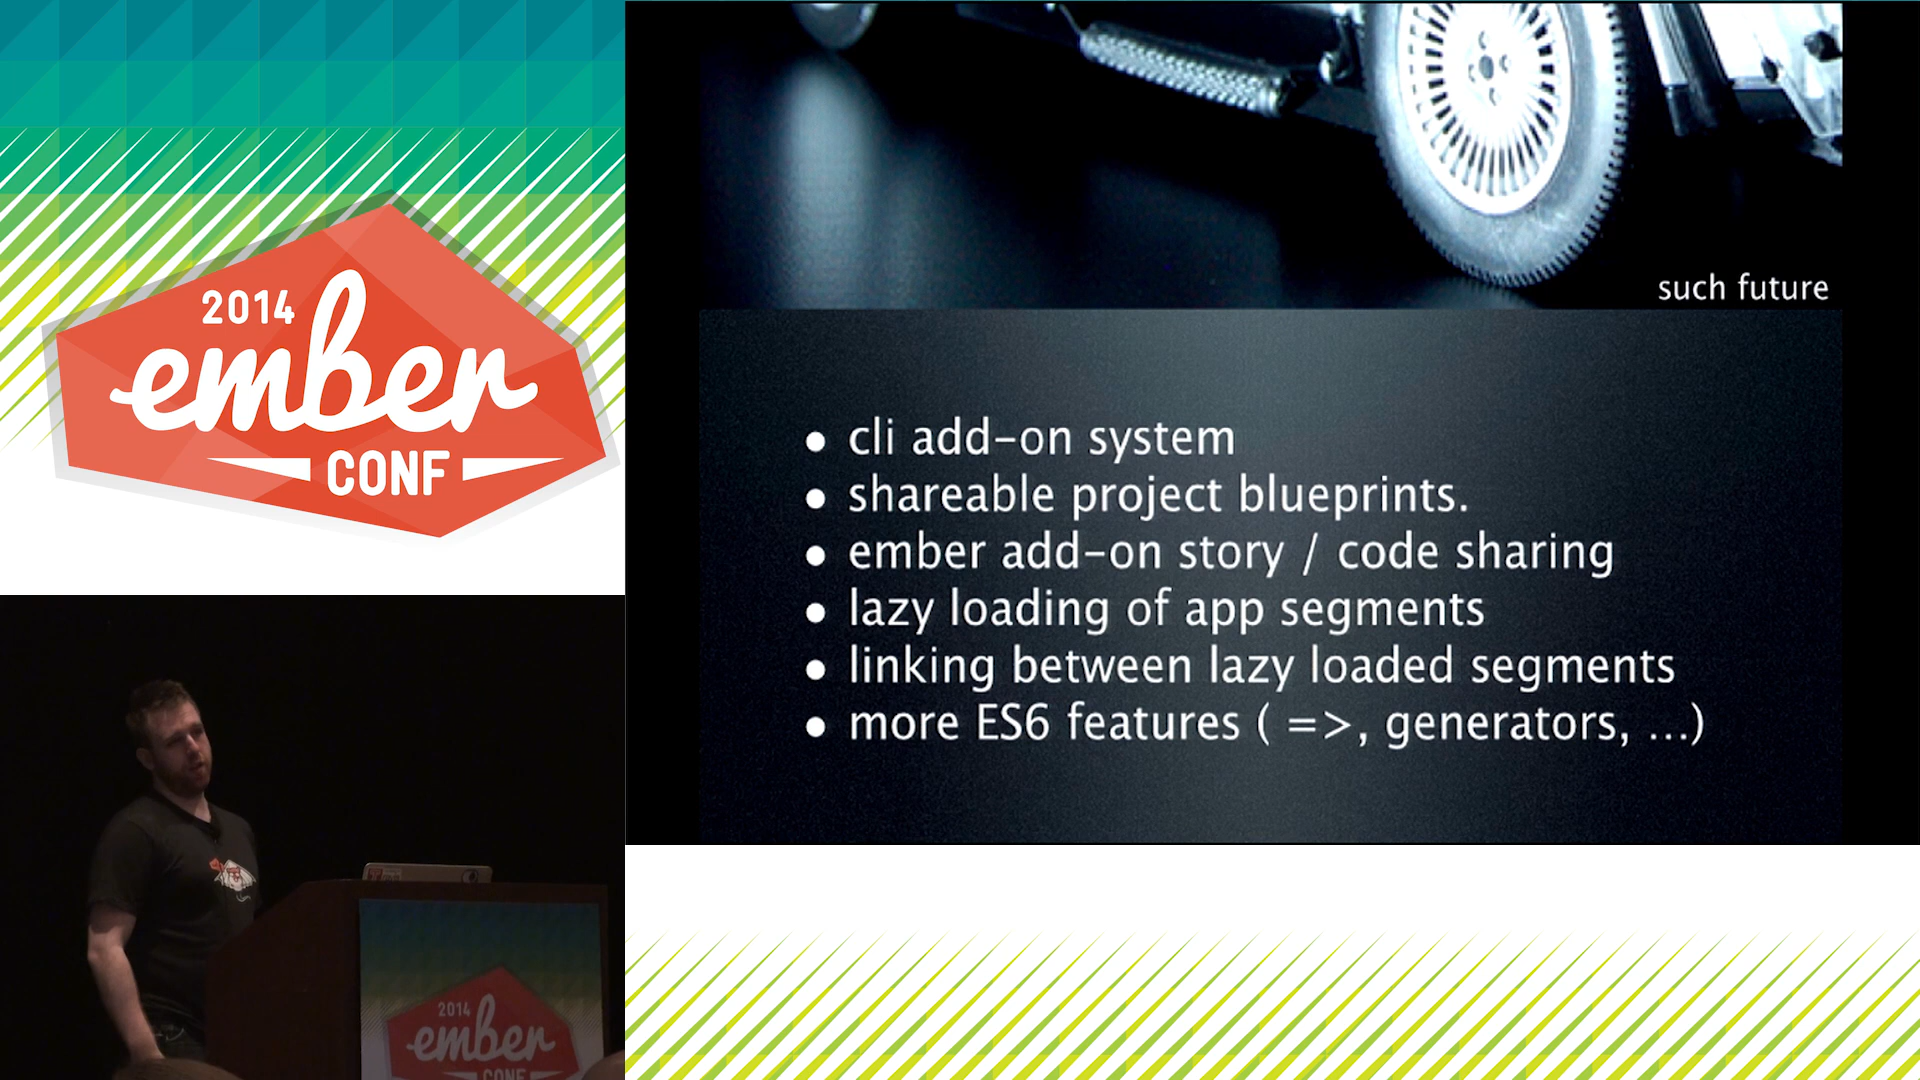 2014
ember
CONF
such future
• cli add-on system
• shareable project blueprints.
• ember add-on story / code sharing
• lazy loading of app segments
• linking between lazy loaded segments
• more ES6 features ( =>, generators, ...)
2014
ember
CONF